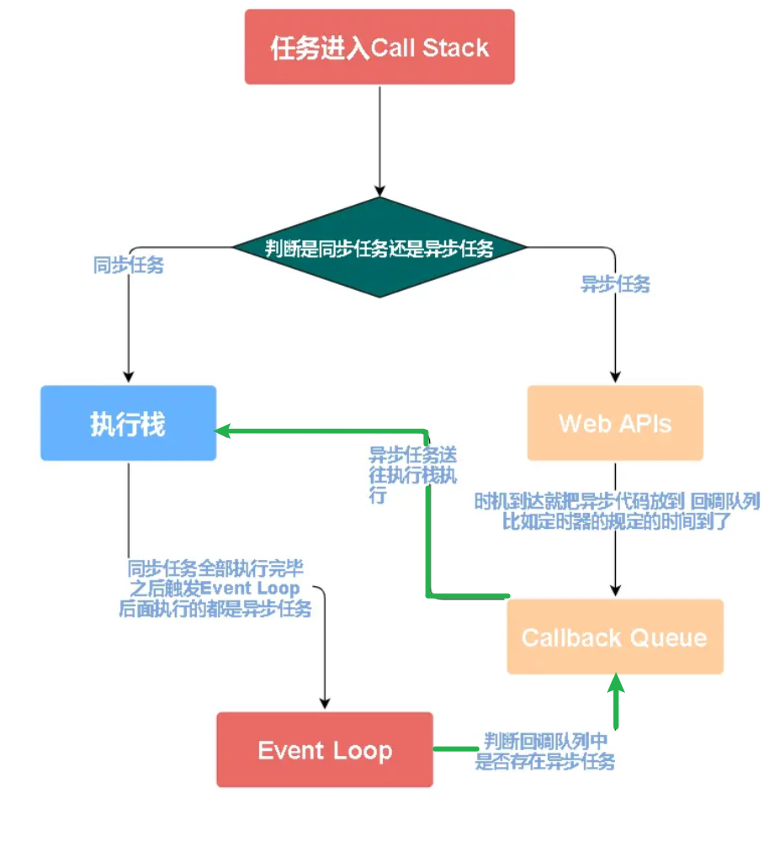 任务进入Call Stack
判断是同步任务还是异步任务
同步任务
异步任务
执行栈
Web APIs
异步任务送
往执行栈执
行
时机到达就把异步代码放到 回调队列
比如定时器的规定的时间到了
同步任务全部执行完毕
之后触发Event Loop
后面执行的都是异步任务
Callback Queue
Event Loop
判断回调队列中
是否存在异步任务